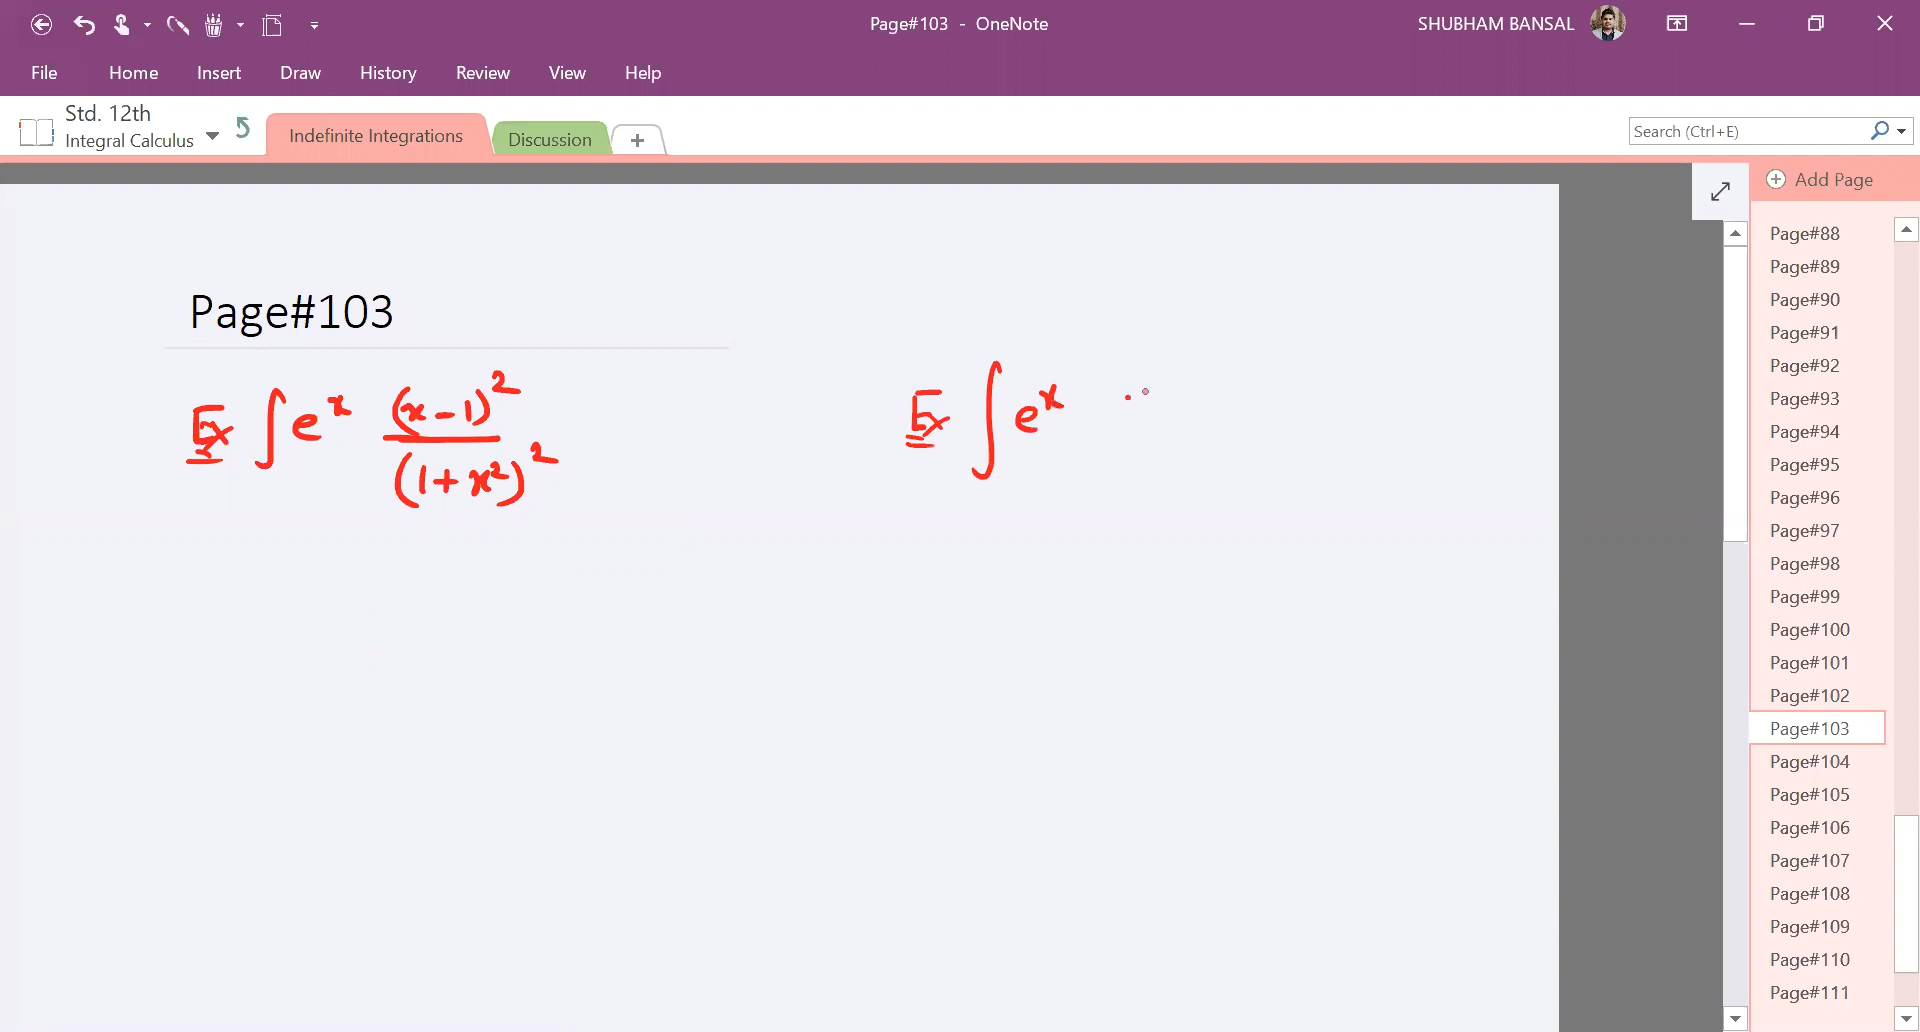 Page#103 - OneNote
SHUBHAM BANSAL
File Home Insert Draw History Review View Help
Std. 12th
Integral Calculus
Indefinite Integrations
Discussion
+
Search (Ctrl+E)
Add Page
Page#103
Ex ∫ e^x (x-1)^2 / (1+x^2)^2
Ex ∫ e^x
Page#88
Page#89
Page#90
Page#91
Page#92
Page#93
Page#94
Page#95
Page#96
Page#97
Page#98
Page#99
Page#100
Page#101
Page#102
Page#103
Page#104
Page#105
Page#106
Page#107
Page#108
Page#109
Page#110
Page#111